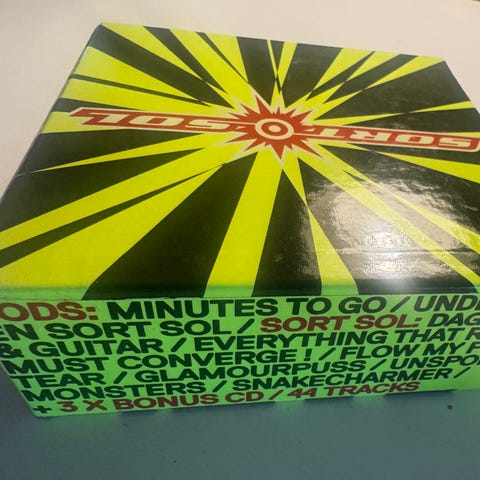 SORT SOL
ODS: MINUTES TO GO / UNDE
EN SORT SOL / SORT SOL: DAG
& GUITAR / EVERYTHING THAT R
MUST CONVERGE ! / FLOW MY F
TEAR / GLAMOURPUSS / UNSPO
MONSTERS / SNAKECHARMER /
+ 3 X BONUS CD / 44 TRACKS